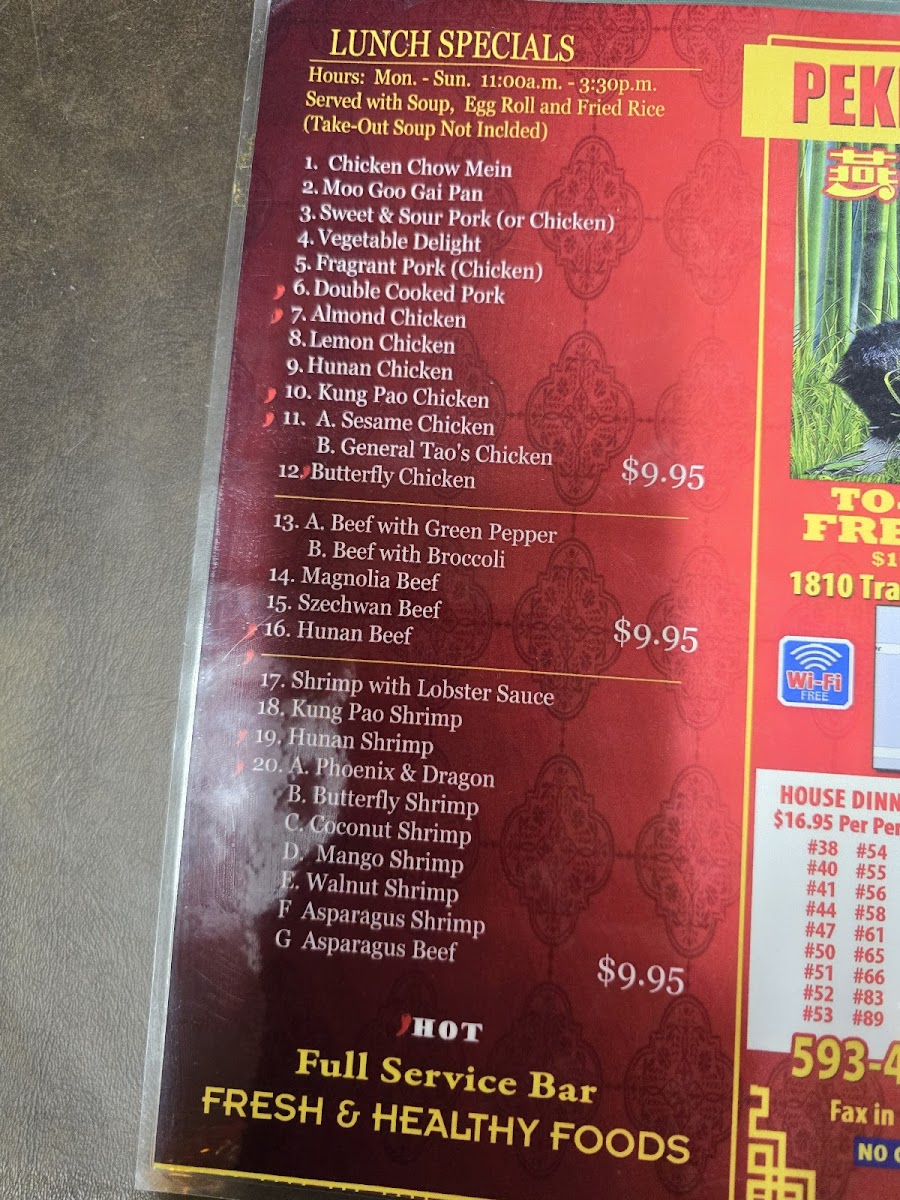 LUNCH SPECIALS
Hours: Mon. - Sun. 11:00a.m. - 3:30p.m.
Served with Soup, Egg Roll and Fried Rice
(Take-Out Soup Not Inclded)
1. Chicken Chow Mein
2. Moo Goo Gai Pan
3. Sweet & Sour Pork (or Chicken)
4. Vegetable Delight
5. Fragrant Pork (Chicken)
6. Double Cooked Pork
7. Almond Chicken
8. Lemon Chicken
9. Hunan Chicken
10. Kung Pao Chicken
11. A. Sesame Chicken
B. General Tao's Chicken
12. Butterfly Chicken
$9.95
13. A. Beef with Green Pepper
B. Beef with Broccoli
14. Magnolia Beef
15. Szechwan Beef
16. Hunan Beef
$9.95
17. Shrimp with Lobster Sauce
18. Kung Pao Shrimp
19. Hunan Shrimp
20. A. Phoenix & Dragon
B. Butterfly Shrimp
C. Coconut Shrimp
D. Mango Shrimp
E. Walnut Shrimp
F Asparagus Shrimp
G Asparagus Beef
$9.95
HOT
Full Service Bar
FRESH & HEALTHY FOODS
PEK
燕
TO-
FRE
$1
1810 Tra
Wi-Fi
FREE
HOUSE DINN
$16.95 Per Per
#38 #54
#40 #55
#41 #56
#44 #58
#47 #61
#50 #65
#51 #66
#52 #83
#53 #89
593-4
Fax in
NO